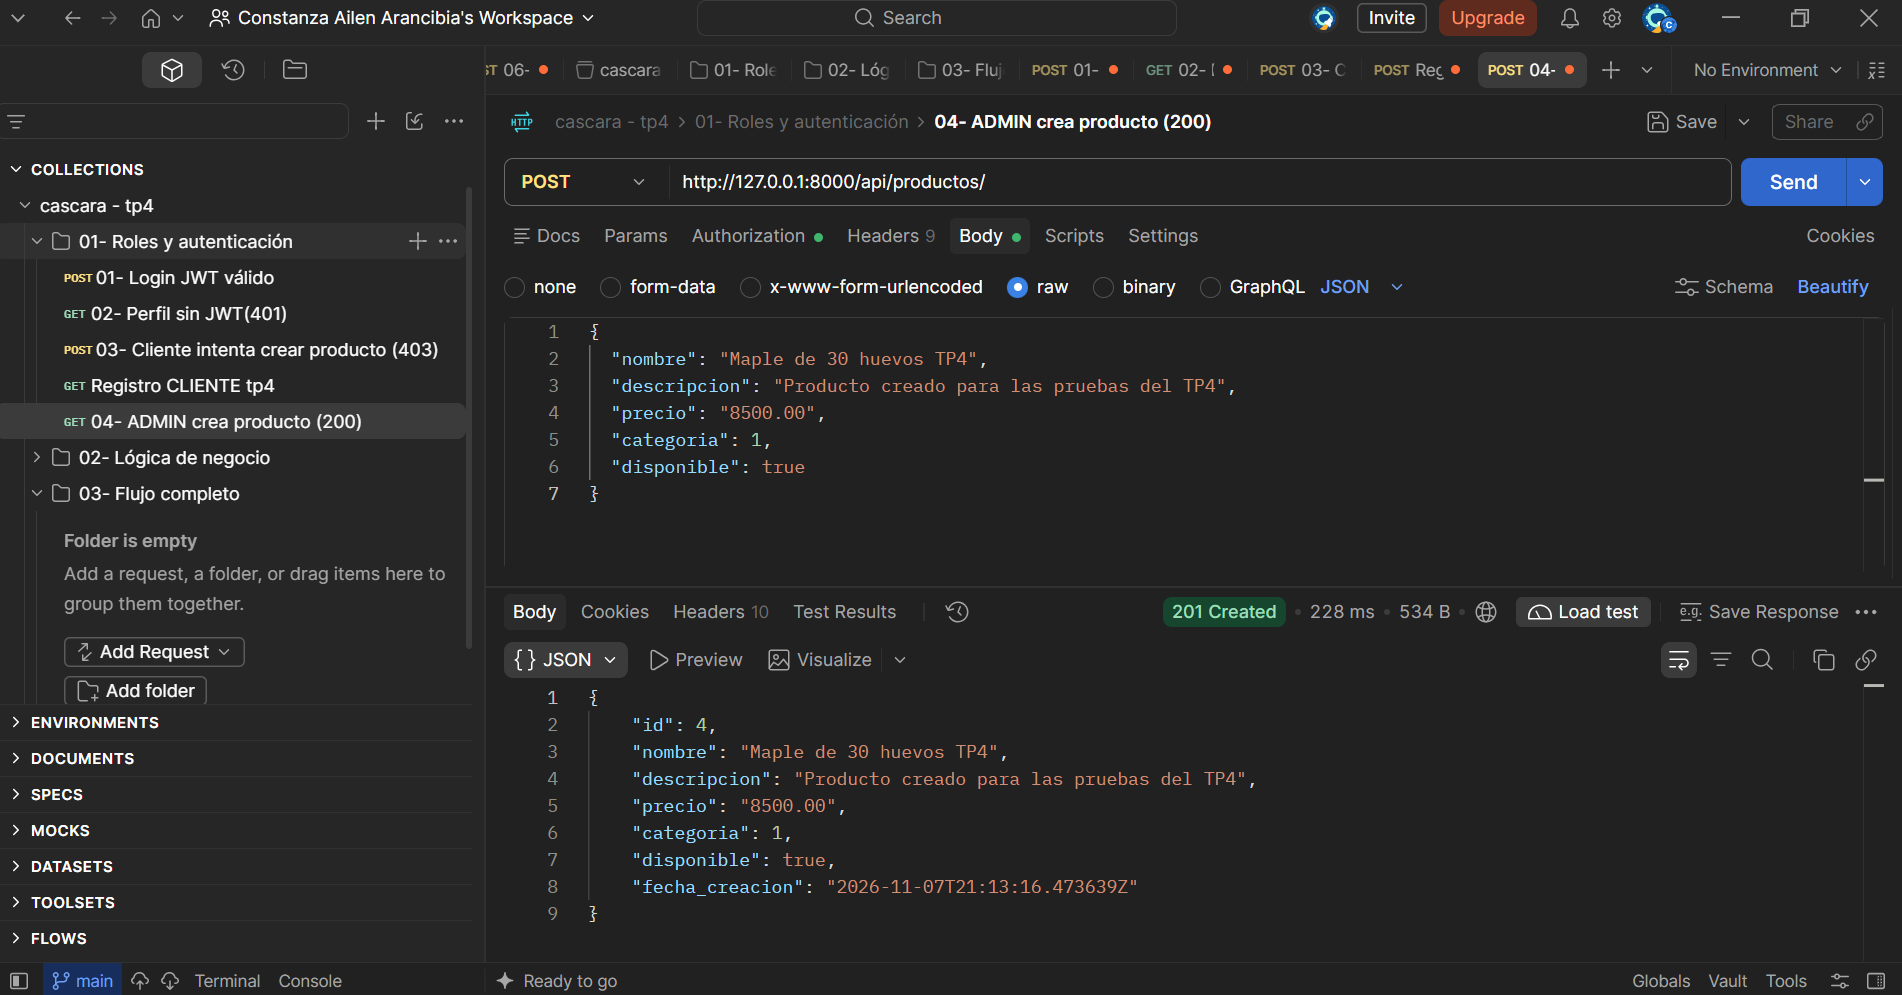 Constanza Ailen Arancibia's Workspace
Search
Invite
Upgrade
ST 06-
cascara
01- Role
02- Lóg
03- Fluj
POST 01-
GET 02- I
POST 03- C
POST Reg
POST 04-
No Environment
COLLECTIONS
cascara - tp4
01- Roles y autenticación
POST 01- Login JWT válido
GET 02- Perfil sin JWT(401)
POST 03- Cliente intenta crear producto (403)
GET Registro CLIENTE tp4
GET 04- ADMIN crea producto (200)
02- Lógica de negocio
03- Flujo completo
Folder is empty
Add a request, a folder, or drag items here to
group them together.
Add Request
Add folder
ENVIRONMENTS
DOCUMENTS
SPECS
MOCKS
DATASETS
TOOLSETS
FLOWS
HTTP cascara - tp4 > 01- Roles y autenticación > 04- ADMIN crea producto (200)
Save
Share
POST
http://127.0.0.1:8000/api/productos/
Send
Docs Params Authorization Headers 9 Body Scripts Settings
Cookies
none form-data x-www-form-urlencoded raw binary GraphQL JSON
Schema Beautify
1 {
2 "nombre": "Maple de 30 huevos TP4",
3 "descripcion": "Producto creado para las pruebas del TP4",
4 "precio": "8500.00",
5 "categoria": 1,
6 "disponible": true
7 }
Body Cookies Headers 10 Test Results
201 Created • 228 ms • 534 B
Load test
e.g. Save Response
{} JSON
Preview
Visualize
1 {
2 "id": 4,
3 "nombre": "Maple de 30 huevos TP4",
4 "descripcion": "Producto creado para las pruebas del TP4",
5 "precio": "8500.00",
6 "categoria": 1,
7 "disponible": true,
8 "fecha_creacion": "2026-11-07T21:13:16.473639Z"
9 }
main
Terminal
Console
Ready to go
Globals
Vault
Tools